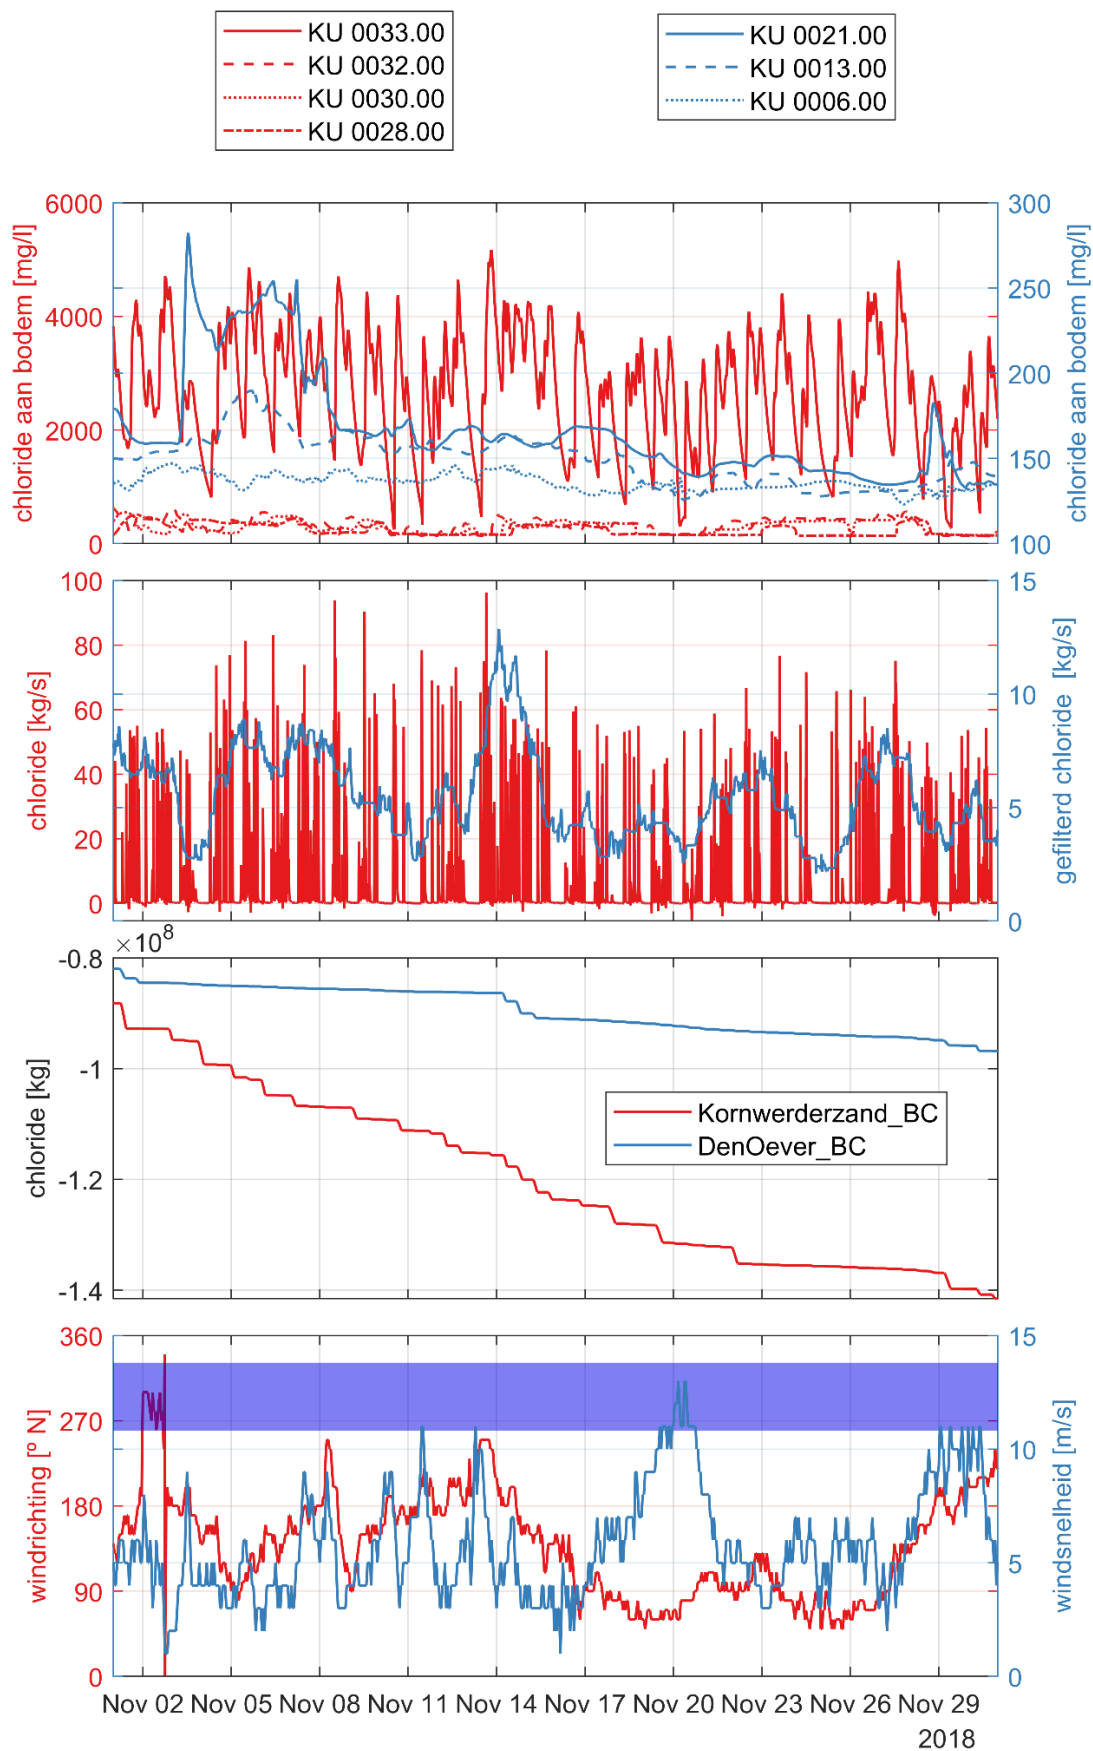 KU 0033.00
KU 0032.00
KU 0030.00
KU 0028.00
KU 0021.00
KU 0013.00
KU 0006.00
chloride aan bodem [mg/l]
6000
4000
2000
0
300
250
200
150
100
chloride aan bodem [mg/l]
chloride [kg/s]
100
80
60
40
20
0
15
10
5
0
gefilterd chloride [kg/s]
×10⁸
chloride [kg]
-0.8
-1
-1.2
-1.4
Kornwerderzand_BC
DenOever_BC
windrichting [º N]
360
270
180
90
0
15
10
5
0
windsnelheid [m/s]
Nov 02 Nov 05 Nov 08 Nov 11 Nov 14 Nov 17 Nov 20 Nov 23 Nov 26 Nov 29
2018